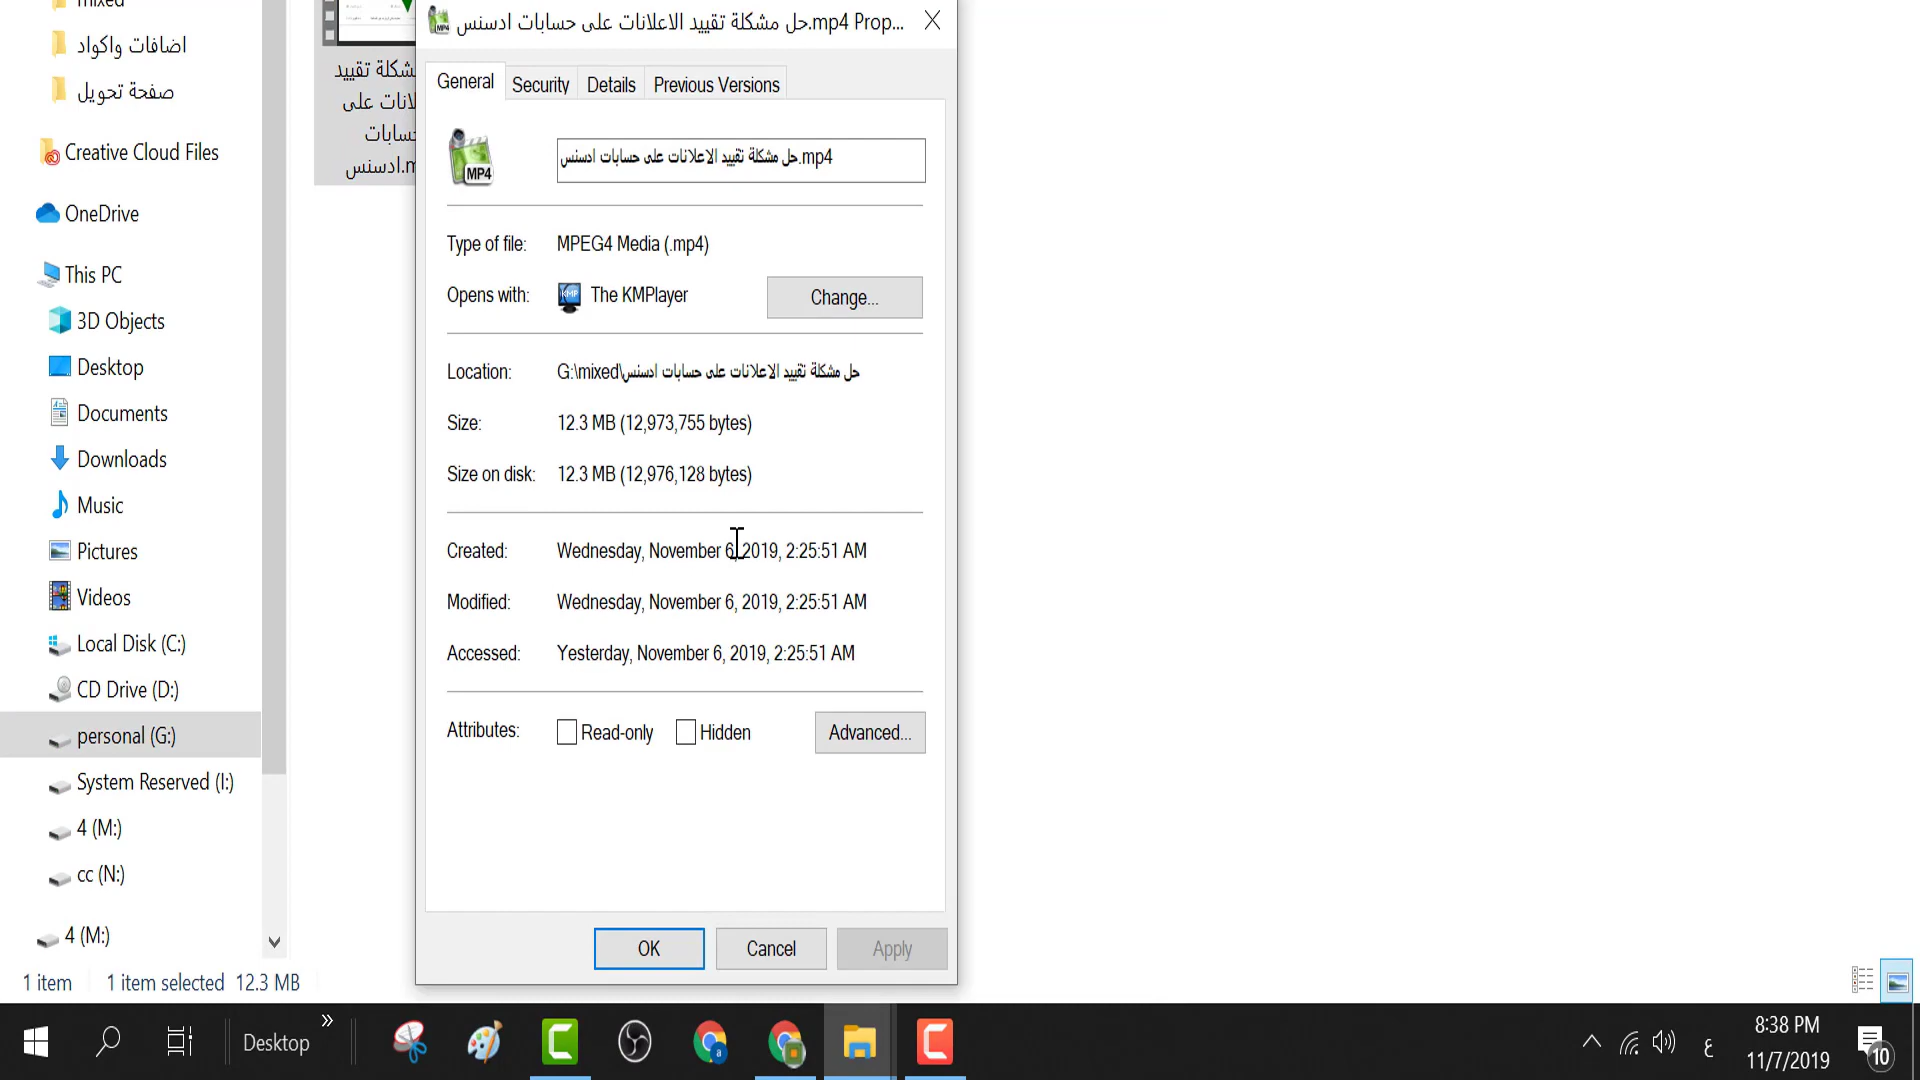 mixed
اضافات واكواد
صفحة تحويل
Creative Cloud Files
OneDrive
This PC
3D Objects
Desktop
Documents
Downloads
Music
Pictures
Videos
Local Disk (C:)
CD Drive (D:)
personal (G:)
System Reserved (I:)
4 (M:)
cc (N:)
4 (M:)
1 item
1 item selected 12.3 MB
تقييد
على
ادسنس.
حل مشكلة تقييد الاعلانات على حسابات ادسنس.mp4 Prop...
General
Security
Details
Previous Versions
MP4
حل مشكلة تقييد الاعلانات على حسابات ادسنس.mp4
Type of file: MPEG4 Media (.mp4)
Opens with: KMP The KMPlayer
Change...
Location: G:\mixed\حل مشكلة تقييد الاعلانات على حسابات ادسنس
Size: 12.3 MB (12,973,755 bytes)
Size on disk: 12.3 MB (12,976,128 bytes)
Created: Wednesday, November 6, 2019, 2:25:51 AM
Modified: Wednesday, November 6, 2019, 2:25:51 AM
Accessed: Yesterday, November 6, 2019, 2:25:51 AM
Attributes: Read-only Hidden Advanced...
OK Cancel Apply
Desktop »
a
ع
8:38 PM
11/7/2019
10